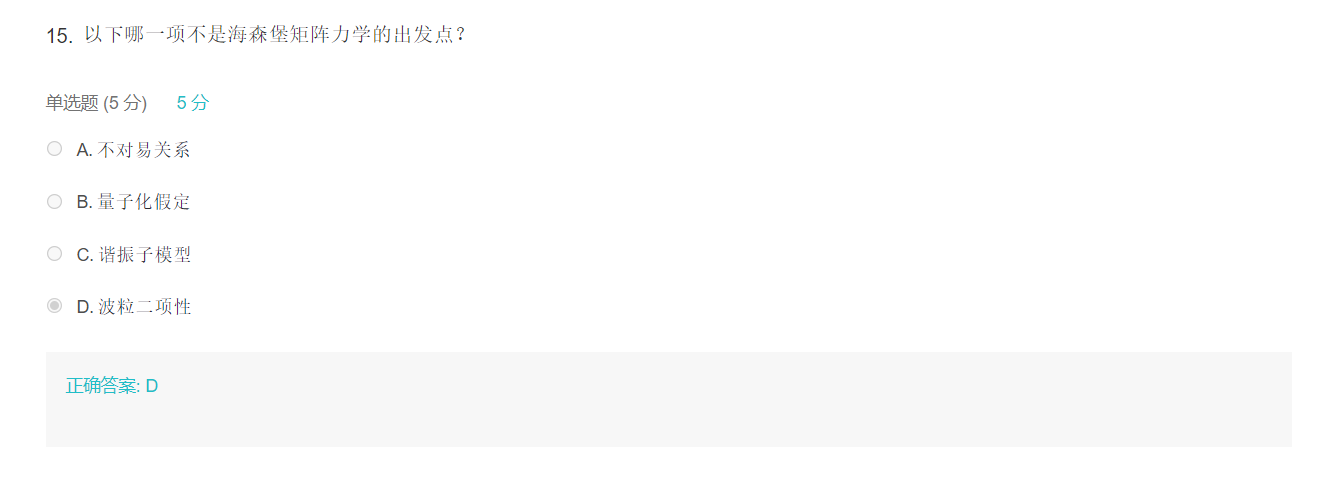 15. 以下哪一项不是海森堡矩阵力学的出发点?
单选题 (5 分) 5 分
A. 不对易关系
B. 量子化假定
C. 谐振子模型
D. 波粒二项性
正确答案: D